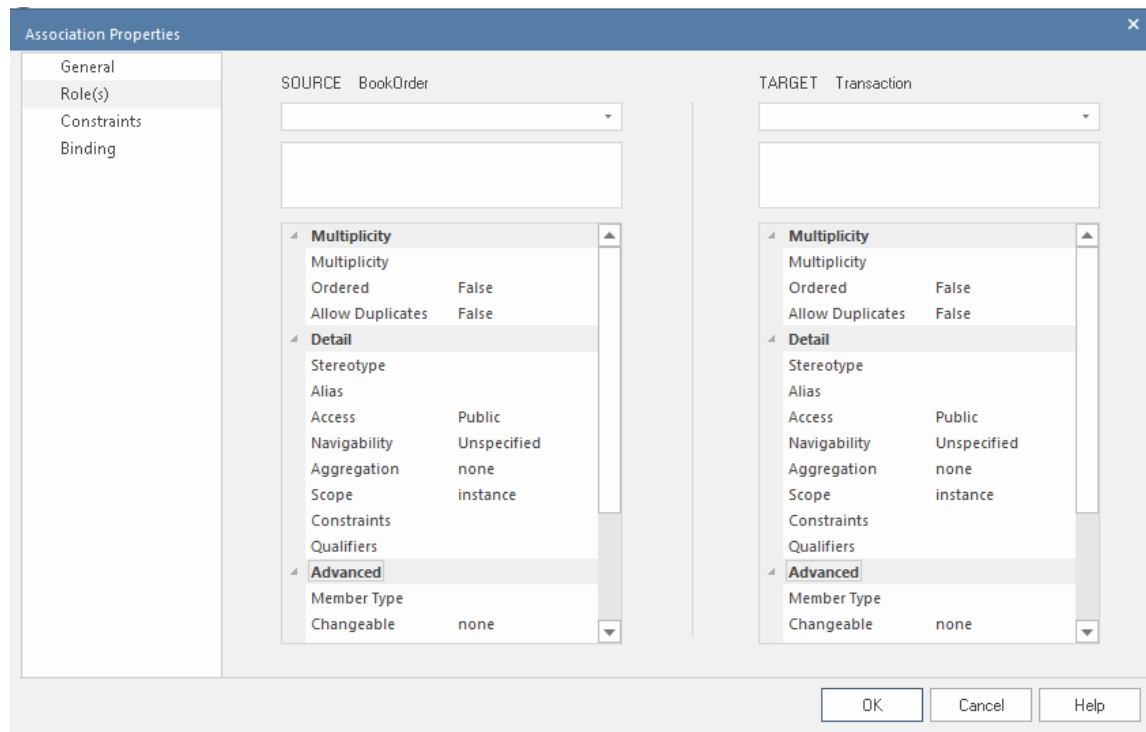 Association Properties
General
Role(s)
Constraints
Binding
SOURCE BookOrder
Multiplicity
Multiplicity
Ordered False
Allow Duplicates False
Detail
Stereotype
Alias
Access Public
Navigability Unspecified
Aggregation none
Scope instance
Constraints
Qualifiers
Advanced
Member Type
Changeable none
TARGET Transaction
Multiplicity
Multiplicity
Ordered False
Allow Duplicates False
Detail
Stereotype
Alias
Access Public
Navigability Unspecified
Aggregation none
Scope instance
Constraints
Qualifiers
Advanced
Member Type
Changeable none
OK Cancel Help